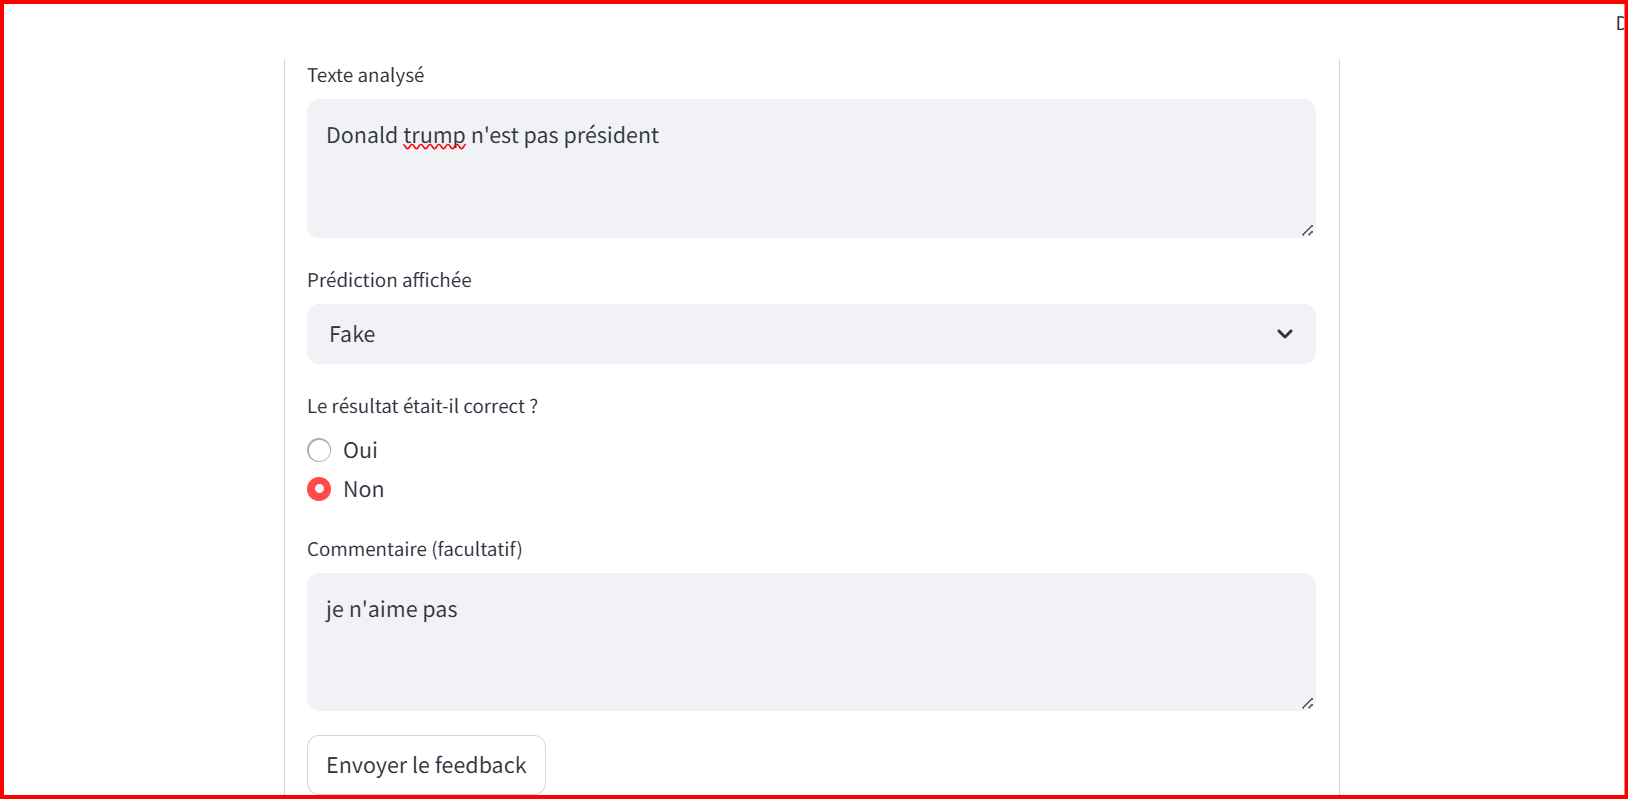 Texte analysé
Donald trump n'est pas président
Prédiction affichée
Fake
Le résultat était-il correct ?
Oui
Non
Commentaire (facultatif)
je n'aime pas
Envoyer le feedback